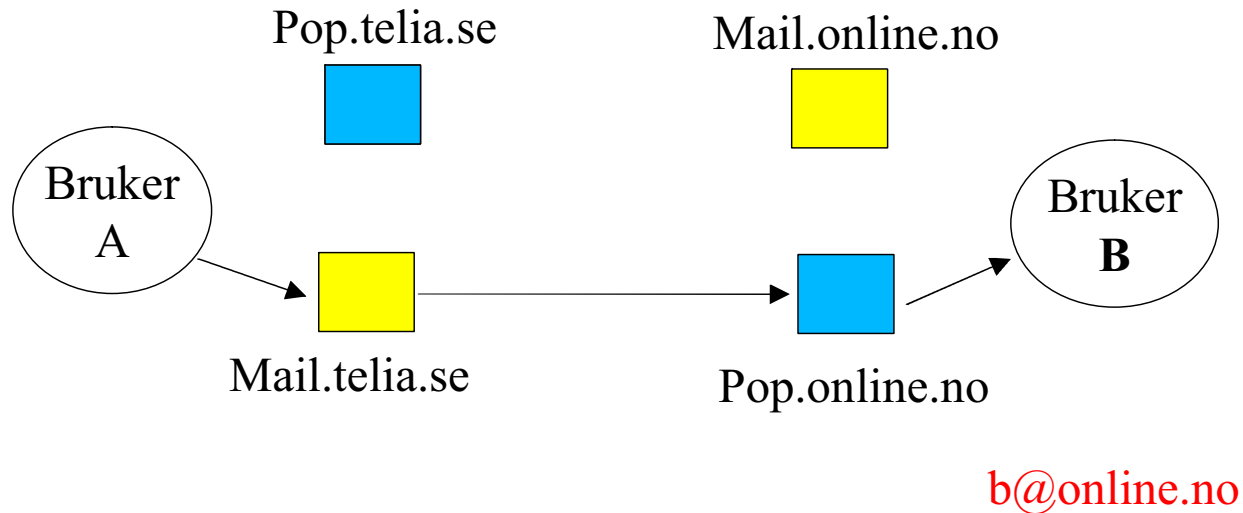 Pop.telia.se
Mail.online.no
Bruker
A
Bruker
B
Mail.telia.se
Pop.online.no
b@online.no